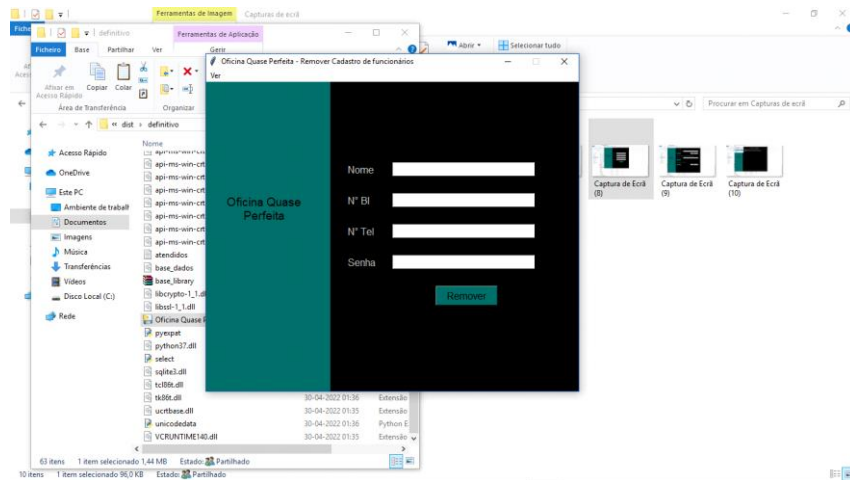 Ferramentas de Imagem Capturas de ecrã
definitivo Ferramentas de Aplicação
Ficheiro Base Partilhar Ver Gerir
Abrir Selecionar tudo
Afixar em Acesso Rápido
Copiar Colar
Área de Transferência Organizar
dist definitivo
Procurar em Capturas de ecrã
Acesso Rápido
OneDrive
Este PC
Ambiente de trabalh
Documentos
Imagens
Música
Transferências
Vídeos
Disco Local (C:)
Rede
Nome
api-ms-win-crt
api-ms-win-crt
api-ms-win-crt
api-ms-win-crt
api-ms-win-crt
api-ms-win-crt
api-ms-win-crt
atendidos
base_dados
base_library
libcrypto-1_1.dl
libssl-1_1.dll
Oficina Quase P
pyexpat
python37.dll
select
sqlite3.dll
tcl86t.dll
tk86t.dll 30-04-2022 01:36 Extensão
ucrtbase.dll 30-04-2022 01:35 Extensão
unicodedata 30-04-2022 01:36 Python E
VCRUNTIME140.dll 30-04-2022 01:35 Extensão
63 itens 1 item selecionado 1,44 MB Estado: Partilhado
10 itens 1 item selecionado 96,0 KB Estado: Partilhado
Oficina Quase Perfeita - Remover Cadastro de funcionários
Ver
Oficina Quase
Perfeita
Nome
N° BI
N° Tel
Senha
Remover
Captura de Ecrã (8)
Captura de Ecrã (9)
Captura de Ecrã (10)